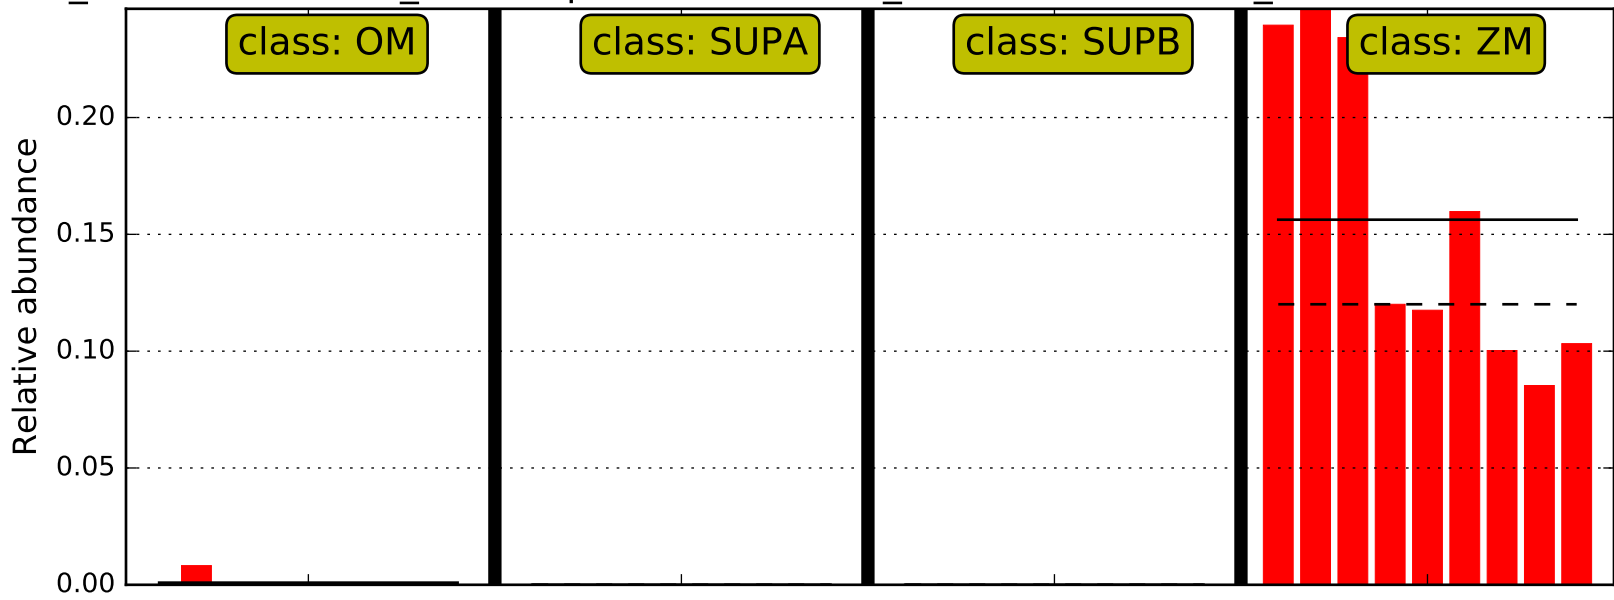 class: OM
class: SUPA
class: SUPB
class: ZM
Relative abundance
0.20
0.15
0.10
0.05
0.00